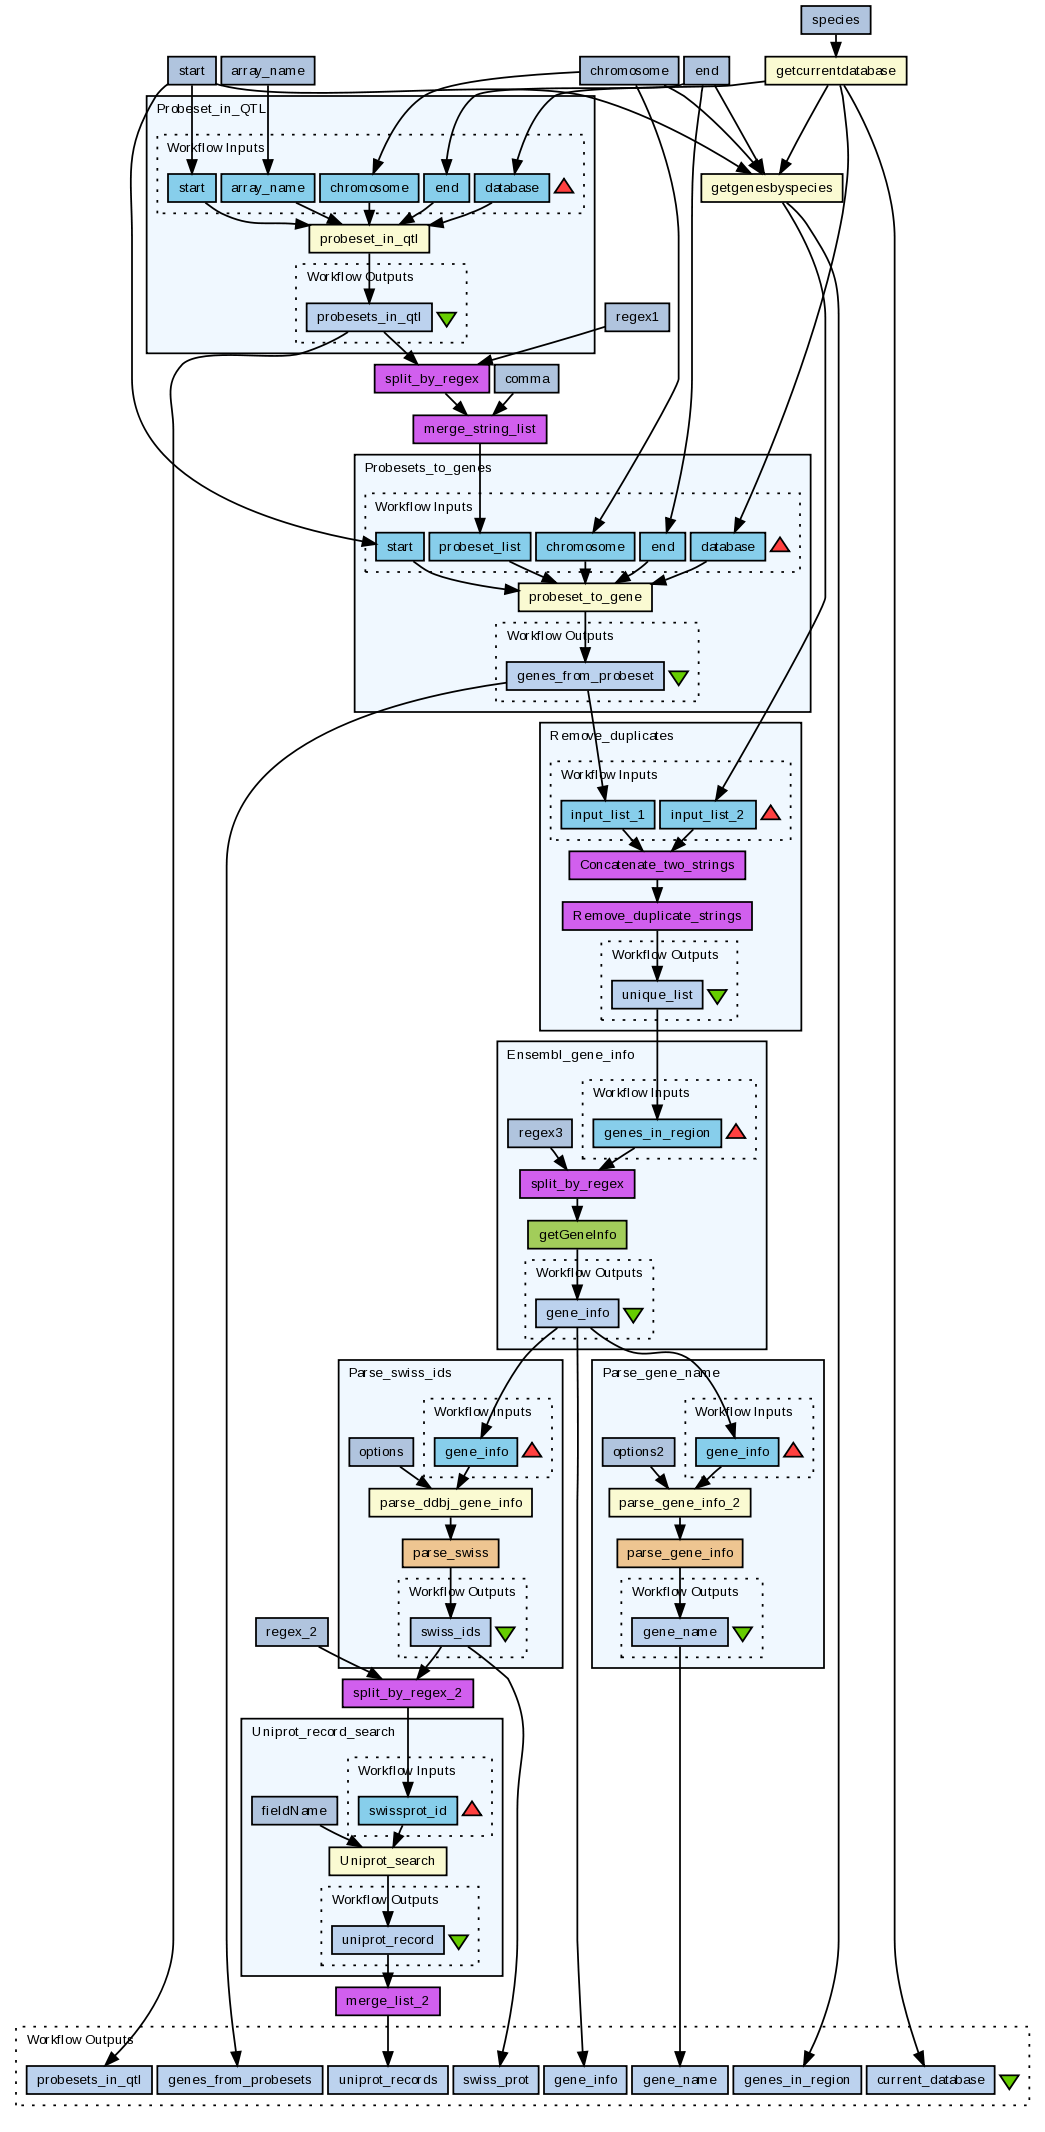 species
start
array_name
chromosome
end
getcurrentdatabase
Probeset_in_QTL
Workflow Inputs
start
array_name
chromosome
end
database
getgenesbyspecies
probeset_in_qtl
Workflow Outputs
probesets_in_qtl
regex1
split_by_regex
comma
merge_string_list
Probesets_to_genes
Workflow Inputs
start
probeset_list
chromosome
end
database
probeset_to_gene
Workflow Outputs
genes_from_probeset
Remove_duplicates
Workflow Inputs
input_list_1
input_list_2
Concatenate_two_strings
Remove_duplicate_strings
Workflow Outputs
unique_list
Ensembl_gene_info
Workflow Inputs
regex3
genes_in_region
split_by_regex
getGeneInfo
Workflow Outputs
gene_info
Parse_swiss_ids
Parse_gene_name
Workflow Inputs
Workflow Inputs
options
gene_info
options2
gene_info
parse_ddbj_gene_info
parse_gene_info_2
parse_swiss
parse_gene_info
Workflow Outputs
Workflow Outputs
regex_2
swiss_ids
gene_name
split_by_regex_2
Uniprot_record_search
Workflow Inputs
fieldName
swissprot_id
Uniprot_search
Workflow Outputs
uniprot_record
merge_list_2
Workflow Outputs
probesets_in_qtl
genes_from_probesets
uniprot_records
swiss_prot
gene_info
gene_name
genes_in_region
current_database